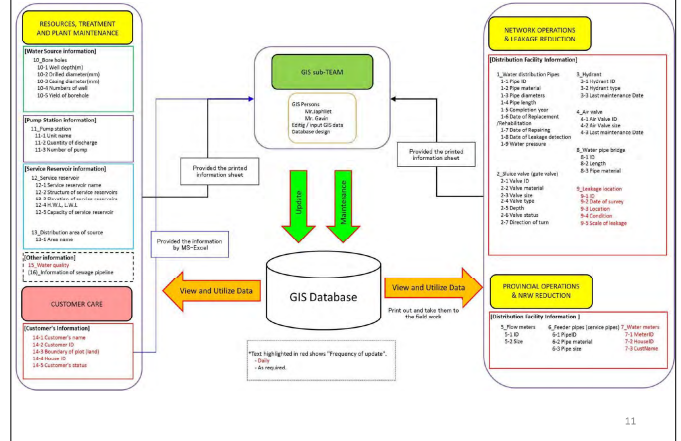 RESOURCES, TREATMENT
AND PLANT MAINTENANCE
[Water Source information]
10_Bore holes
10-1 Well depth(m)
10-2 Drilled diameter(mm)
10-3 Casing diameter(mm)
10-4 Numbers of well
10-5 Yield of borehole
[Pump Station information]
11_Pump station
11-1 Unit name
11-2 Quantity of discharge
11-3 Number of pump
[Service Reservoir information]
12_Service reservoir
12-1 Service reservoir name
12-2 Structure of service reservoirs
12-3 Elevation of service reservoirs
12-4 H.W.L, L.W.L
12-5 Capacity of service reservoir
13_Distribution area of source
13-1 Area name
[Other information]
15_Water quality
(16)_Information of sewage pipeline
CUSTOMER CARE
[Customer's Information]
14-1 Customer's name
14-2 Customer ID
14-3 Boundary of plot (land)
14-4 House ID
14-5 Customer's status
GIS sub-TEAM
GIS Persons
Mr.Japhet
Mr. Gavin
Editig / input GIS data
Database design
Provided the printed
information sheet
Provided the information
by MS-Excel
Provided the printed
information sheet
Update
Maintenance
View and Utilize Data
GIS Database
View and Utilize Data
Print out and take them to
the field work
*Text highlighted in red shows "Frequency of update".
- Daily
- As required.
NETWORK OPERATIONS
& LEAKAGE REDUCTION
[Distribution Facility Information]
1_Water distribution Pipes
1-1 Pipe ID
1-2 Pipe material
1-3 Pipe diameters
1-4 Pipe length
1-5 Completion year
1-6 Date of Replacement
/Rehabilitation
1-7 Date of Repairing
1-8 Date of Leakage detection
1-9 Water pressure
2_Sluice valve (gate valve)
2-1 Valve ID
2-2 Valve material
2-3 Valve size
2-4 Valve type
2-5 Depth
2-6 Valve status
2-7 Direction of turn
3_Hydrant
3-1 Hydrant ID
3-2 Hydrant type
3-3 Last maintenance Date
4_Air valve
4-1 Air valve ID
4-2 Air valve size
4-3 Last maintenance Date
8_Water pipe bridge
8-1 ID
8-2 Length
8-3 Pipe material
9_Leakage location
9-1 ID
9-2 Date of survey
9-3 Location
9-4 Condition
9-5 Scale of leakage
PROVINCIAL OPERATIONS
& NRW REDUCTION
[Distribution Facility Information ]
5_Flow meters
5-1 ID
5-2 Size
6_Feeder pipes (service pipes)
6-1 PipeID
6-2 Pipe material
6-3 Pipe size
7_Water meters
7-1 MeterID
7-2 HouseID
7-3 CustName
11